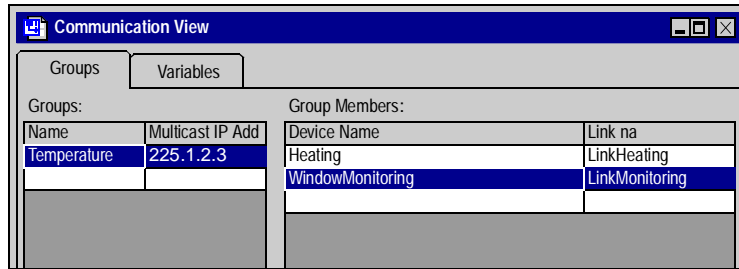 Communication View
Groups Variables
Groups: Group Members:
Name Multicast IP Add Device Name Link na
Temperature 225.1.2.3 Heating LinkHeating
WindowMonitoring LinkMonitoring